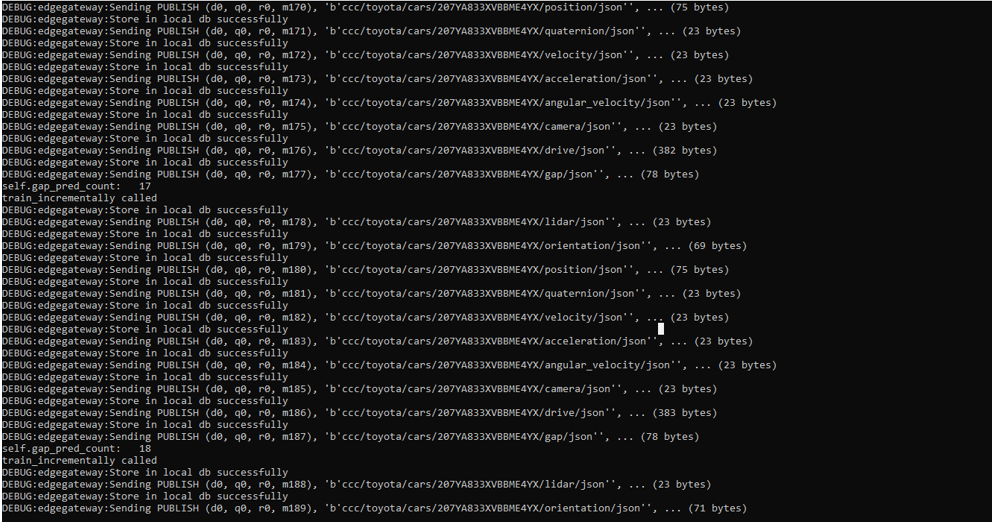 DEBUG:edgegateway:Sending PUBLISH (d0, q0, r0, m170), 'b'ccc/toyota/cars/207YA833XVBBME4YX/position/json'', ... (75 bytes)
DEBUG:edgegateway:Store in local db successfully
DEBUG:edgegateway:Sending PUBLISH (d0, q0, r0, m171), 'b'ccc/toyota/cars/207YA833XVBBME4YX/quaternion/json'', ... (23 bytes)
DEBUG:edgegateway:Store in local db successfully
DEBUG:edgegateway:Sending PUBLISH (d0, q0, r0, m172), 'b'ccc/toyota/cars/207YA833XVBBME4YX/velocity/json'', ... (23 bytes)
DEBUG:edgegateway:Store in local db successfully
DEBUG:edgegateway:Sending PUBLISH (d0, q0, r0, m173), 'b'ccc/toyota/cars/207YA833XVBBME4YX/acceleration/json'', ... (23 bytes)
DEBUG:edgegateway:Store in local db successfully
DEBUG:edgegateway:Sending PUBLISH (d0, q0, r0, m174), 'b'ccc/toyota/cars/207YA833XVBBME4YX/angular_velocity/json'', ... (23 bytes)
DEBUG:edgegateway:Store in local db successfully
DEBUG:edgegateway:Sending PUBLISH (d0, q0, r0, m175), 'b'ccc/toyota/cars/207YA833XVBBME4YX/camera/json'', ... (23 bytes)
DEBUG:edgegateway:Store in local db successfully
DEBUG:edgegateway:Sending PUBLISH (d0, q0, r0, m176), 'b'ccc/toyota/cars/207YA833XVBBME4YX/drive/json'', ... (382 bytes)
DEBUG:edgegateway:Store in local db successfully
DEBUG:edgegateway:Sending PUBLISH (d0, q0, r0, m177), 'b'ccc/toyota/cars/207YA833XVBBME4YX/gap/json'', ... (78 bytes)
self.gap_pred_count:   17
train_incrementally called
DEBUG:edgegateway:Store in local db successfully
DEBUG:edgegateway:Sending PUBLISH (d0, q0, r0, m178), 'b'ccc/toyota/cars/207YA833XVBBME4YX/lidar/json'', ... (23 bytes)
DEBUG:edgegateway:Store in local db successfully
DEBUG:edgegateway:Sending PUBLISH (d0, q0, r0, m179), 'b'ccc/toyota/cars/207YA833XVBBME4YX/orientation/json'', ... (69 bytes)
DEBUG:edgegateway:Store in local db successfully
DEBUG:edgegateway:Sending PUBLISH (d0, q0, r0, m180), 'b'ccc/toyota/cars/207YA833XVBBME4YX/position/json'', ... (75 bytes)
DEBUG:edgegateway:Store in local db successfully
DEBUG:edgegateway:Sending PUBLISH (d0, q0, r0, m181), 'b'ccc/toyota/cars/207YA833XVBBME4YX/quaternion/json'', ... (23 bytes)
DEBUG:edgegateway:Store in local db successfully
DEBUG:edgegateway:Sending PUBLISH (d0, q0, r0, m182), 'b'ccc/toyota/cars/207YA833XVBBME4YX/velocity/json'', ... (23 bytes)
DEBUG:edgegateway:Store in local db successfully
DEBUG:edgegateway:Sending PUBLISH (d0, q0, r0, m183), 'b'ccc/toyota/cars/207YA833XVBBME4YX/acceleration/json'', ... (23 bytes)
DEBUG:edgegateway:Store in local db successfully
DEBUG:edgegateway:Sending PUBLISH (d0, q0, r0, m184), 'b'ccc/toyota/cars/207YA833XVBBME4YX/angular_velocity/json'', ... (23 bytes)
DEBUG:edgegateway:Store in local db successfully
DEBUG:edgegateway:Sending PUBLISH (d0, q0, r0, m185), 'b'ccc/toyota/cars/207YA833XVBBME4YX/camera/json'', ... (23 bytes)
DEBUG:edgegateway:Store in local db successfully
DEBUG:edgegateway:Sending PUBLISH (d0, q0, r0, m186), 'b'ccc/toyota/cars/207YA833XVBBME4YX/drive/json'', ... (383 bytes)
DEBUG:edgegateway:Store in local db successfully
DEBUG:edgegateway:Sending PUBLISH (d0, q0, r0, m187), 'b'ccc/toyota/cars/207YA833XVBBME4YX/gap/json'', ... (78 bytes)
self.gap_pred_count:   18
train_incrementally called
DEBUG:edgegateway:Store in local db successfully
DEBUG:edgegateway:Sending PUBLISH (d0, q0, r0, m188), 'b'ccc/toyota/cars/207YA833XVBBME4YX/lidar/json'', ... (23 bytes)
DEBUG:edgegateway:Store in local db successfully
DEBUG:edgegateway:Sending PUBLISH (d0, q0, r0, m189), 'b'ccc/toyota/cars/207YA833XVBBME4YX/orientation/json'', ... (71 bytes)